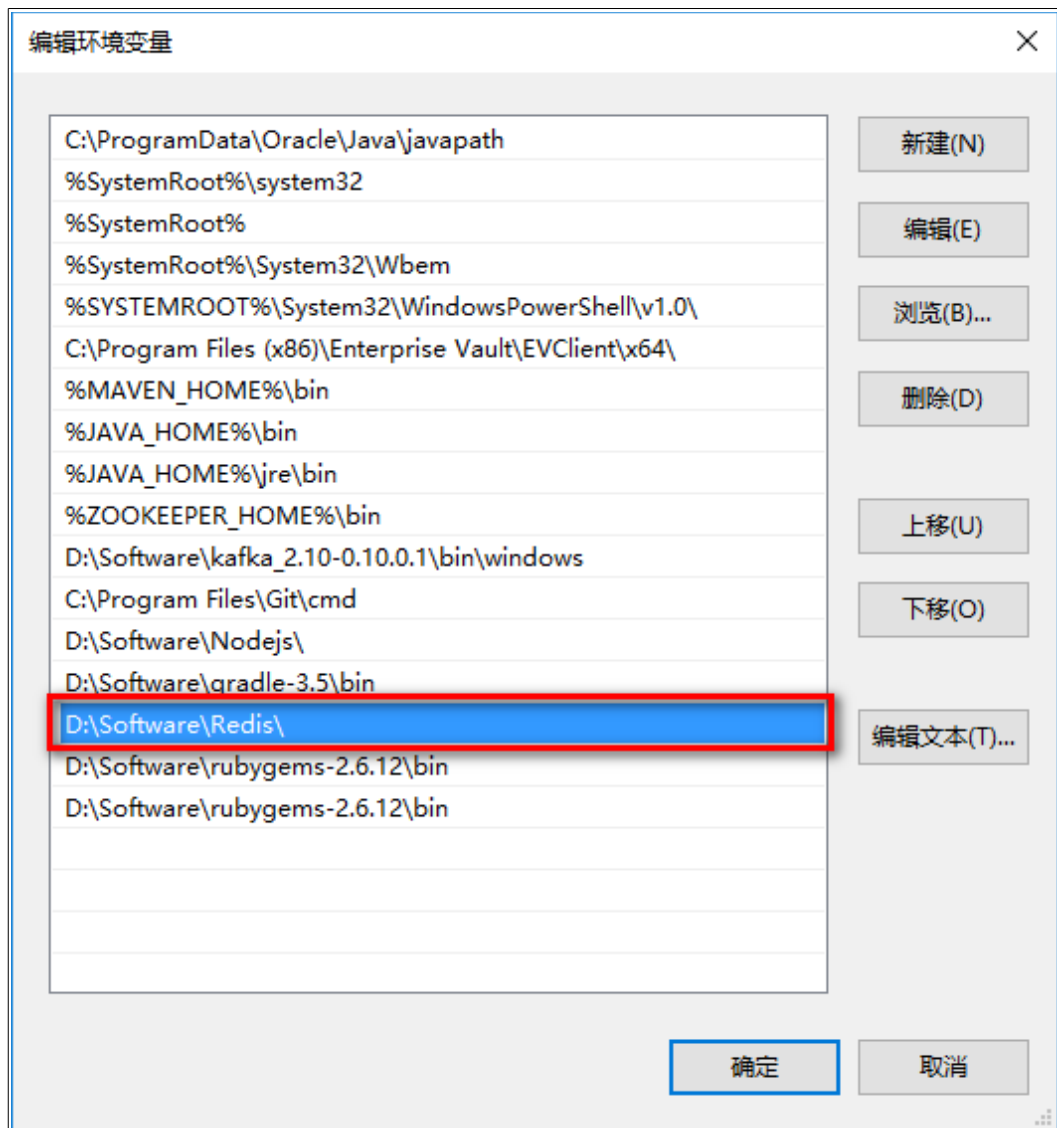 编辑环境变量
C:\ProgramData\Oracle\Java\javapath
%SystemRoot%\system32
%SystemRoot%
%SystemRoot%\System32\Wbem
%SYSTEMROOT%\System32\WindowsPowerShell\v1.0\
C:\Program Files (x86)\Enterprise Vault\EVClient\x64\
%MAVEN_HOME%\bin
%JAVA_HOME%\bin
%JAVA_HOME%\jre\bin
%ZOOKEEPER_HOME%\bin
D:\Software\kafka_2.10-0.10.0.1\bin\windows
C:\Program Files\Git\cmd
D:\Software\Nodejs\
D:\Software\gradle-3.5\bin
D:\Software\Redis\
D:\Software\rubygems-2.6.12\bin
D:\Software\rubygems-2.6.12\bin
新建(N)
编辑(E)
浏览(B)...
删除(D)
上移(U)
下移(O)
编辑文本(T)...
确定
取消